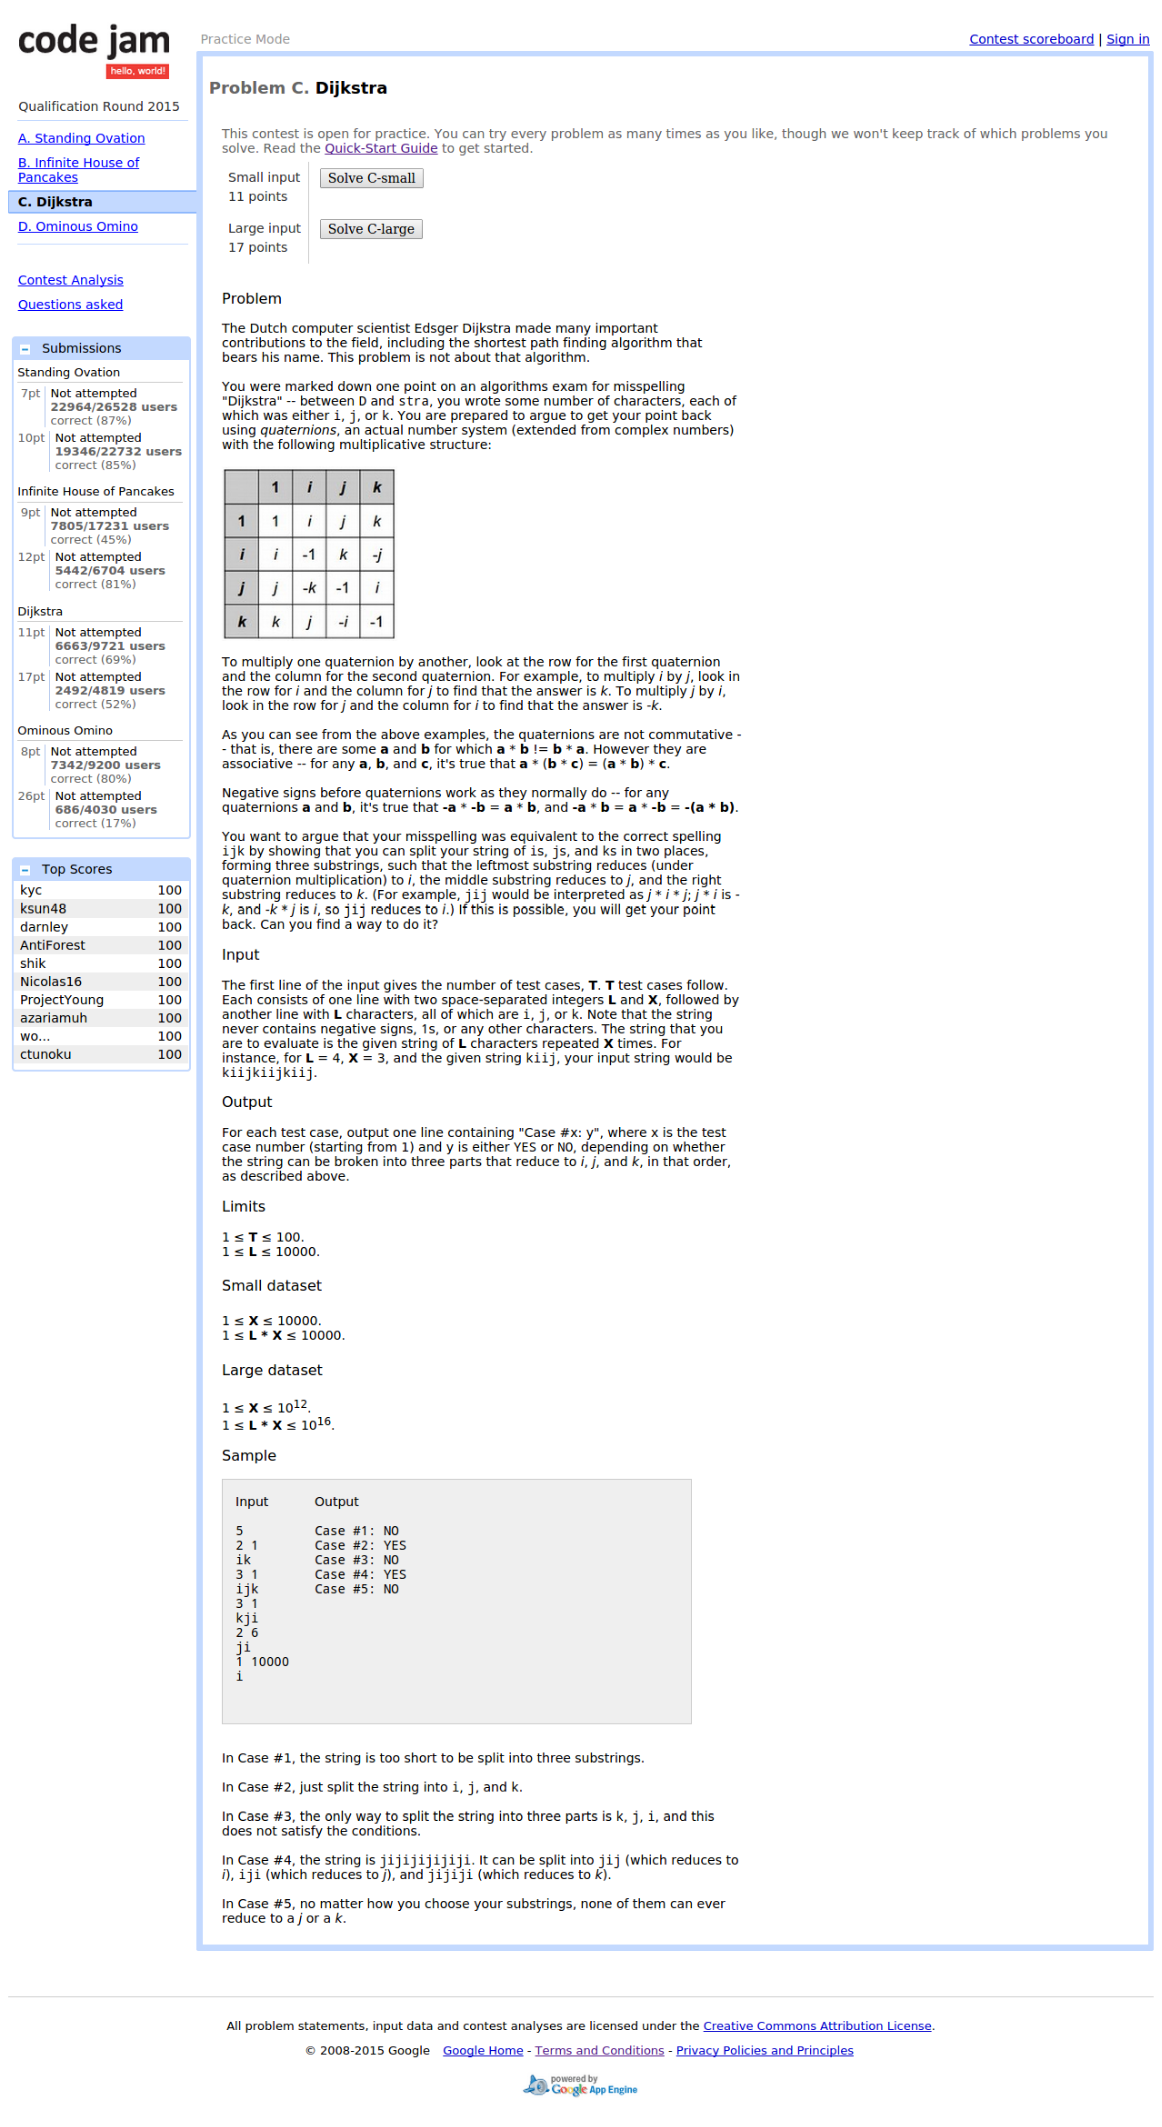 code jam
hello, world!
Practice Mode
Contest scoreboard | Sign in
Qualification Round 2015
A. Standing Ovation
B. Infinite House of
Pancakes
C. Dijkstra
D. Ominous Omino
Contest Analysis
Questions asked
Submissions
Standing Ovation
7pt Not attempted
22964/26528 users
correct (87%)
10pt Not attempted
19346/22732 users
correct (85%)
Infinite House of Pancakes
9pt Not attempted
7805/17231 users
correct (45%)
12pt Not attempted
5442/6704 users
correct (81%)
Dijkstra
11pt Not attempted
6663/9721 users
correct (69%)
17pt Not attempted
2492/4819 users
correct (52%)
Ominous Omino
8pt Not attempted
7342/9200 users
correct (80%)
26pt Not attempted
686/4030 users
correct (17%)
Top Scores
kyc 100
ksun48 100
darnley 100
AntiForest 100
shik 100
Nicolas16 100
ProjectYoung 100
azariamuh 100
wo... 100
ctunoku 100
Problem C. Dijkstra
This contest is open for practice. You can try every problem as many times as you like, though we won't keep track of which problems you
solve. Read the Quick-Start Guide to get started.
Small input
11 points
Solve C-small
Large input
17 points
Solve C-large
Problem
The Dutch computer scientist Edsger Dijkstra made many important
contributions to the field, including the shortest path finding algorithm that
bears his name. This problem is not about that algorithm.
You were marked down one point on an algorithms exam for misspelling
"Dijkstra" -- between D and stra, you wrote some number of characters, each of
which was either i, j, or k. You are prepared to argue to get your point back
using quaternions, an actual number system (extended from complex numbers)
with the following multiplicative structure:
1 i j k
1 1 i j k
i i -1 k -j
j j -k -1 i
k k j -i -1
To multiply one quaternion by another, look at the row for the first quaternion
and the column for the second quaternion. For example, to multiply i by j, look in
the row for i and the column for j to find that the answer is k. To multiply j by i,
look in the row for j and the column for i to find that the answer is -k.
As you can see from the above examples, the quaternions are not commutative -
- that is, there are some a and b for which a * b != b * a. However they are
associative -- for any a, b, and c, it's true that a * (b * c) = (a * b) * c.
Negative signs before quaternions work as they normally do -- for any
quaternions a and b, it's true that -a * -b = a * b, and -a * b = a * -b = -(a * b).
You want to argue that your misspelling was equivalent to the correct spelling
ijk by showing that you can split your string of is, js, and ks in two places,
forming three substrings, such that the leftmost substring reduces (under
quaternion multiplication) to i, the middle substring reduces to j, and the right
substring reduces to k. (For example, jij would be interpreted as j * i * j; j * i is -
k, and -k * j is i, so jij reduces to i.) If this is possible, you will get your point
back. Can you find a way to do it?
Input
The first line of the input gives the number of test cases, T. T test cases follow.
Each consists of one line with two space-separated integers L and X, followed by
another line with L characters, all of which are i, j, or k. Note that the string
never contains negative signs, 1s, or any other characters. The string that you
are to evaluate is the given string of L characters repeated X times. For
instance, for L = 4, X = 3, and the given string kiij, your input string would be
kiijkiijkiij.
Output
For each test case, output one line containing "Case #x: y", where x is the test
case number (starting from 1) and y is either YES or NO, depending on whether
the string can be broken into three parts that reduce to i, j, and k, in that order,
as described above.
Limits
1 ≤ T ≤ 100.
1 ≤ L ≤ 10000.
Small dataset
1 ≤ X ≤ 10000.
1 ≤ L * X ≤ 10000.
Large dataset
1 ≤ X ≤ 10^12.
1 ≤ L * X ≤ 10^16.
Sample
Input Output
5 Case #1: NO
2 1 Case #2: YES
ik Case #3: NO
3 1 Case #4: YES
ijk Case #5: NO
3 1
kji
2 6
ji
1 10000
i
In Case #1, the string is too short to be split into three substrings.
In Case #2, just split the string into i, j, and k.
In Case #3, the only way to split the string into three parts is k, j, i, and this
does not satisfy the conditions.
In Case #4, the string is jijijijijiji. It can be split into jij (which reduces to
i), iji (which reduces to j), and jijiji (which reduces to k).
In Case #5, no matter how you choose your substrings, none of them can ever
reduce to a j or a k.
All problem statements, input data and contest analyses are licensed under the Creative Commons Attribution License.
© 2008-2015 Google Google Home - Terms and Conditions - Privacy Policies and Principles
powered by
Google App Engine